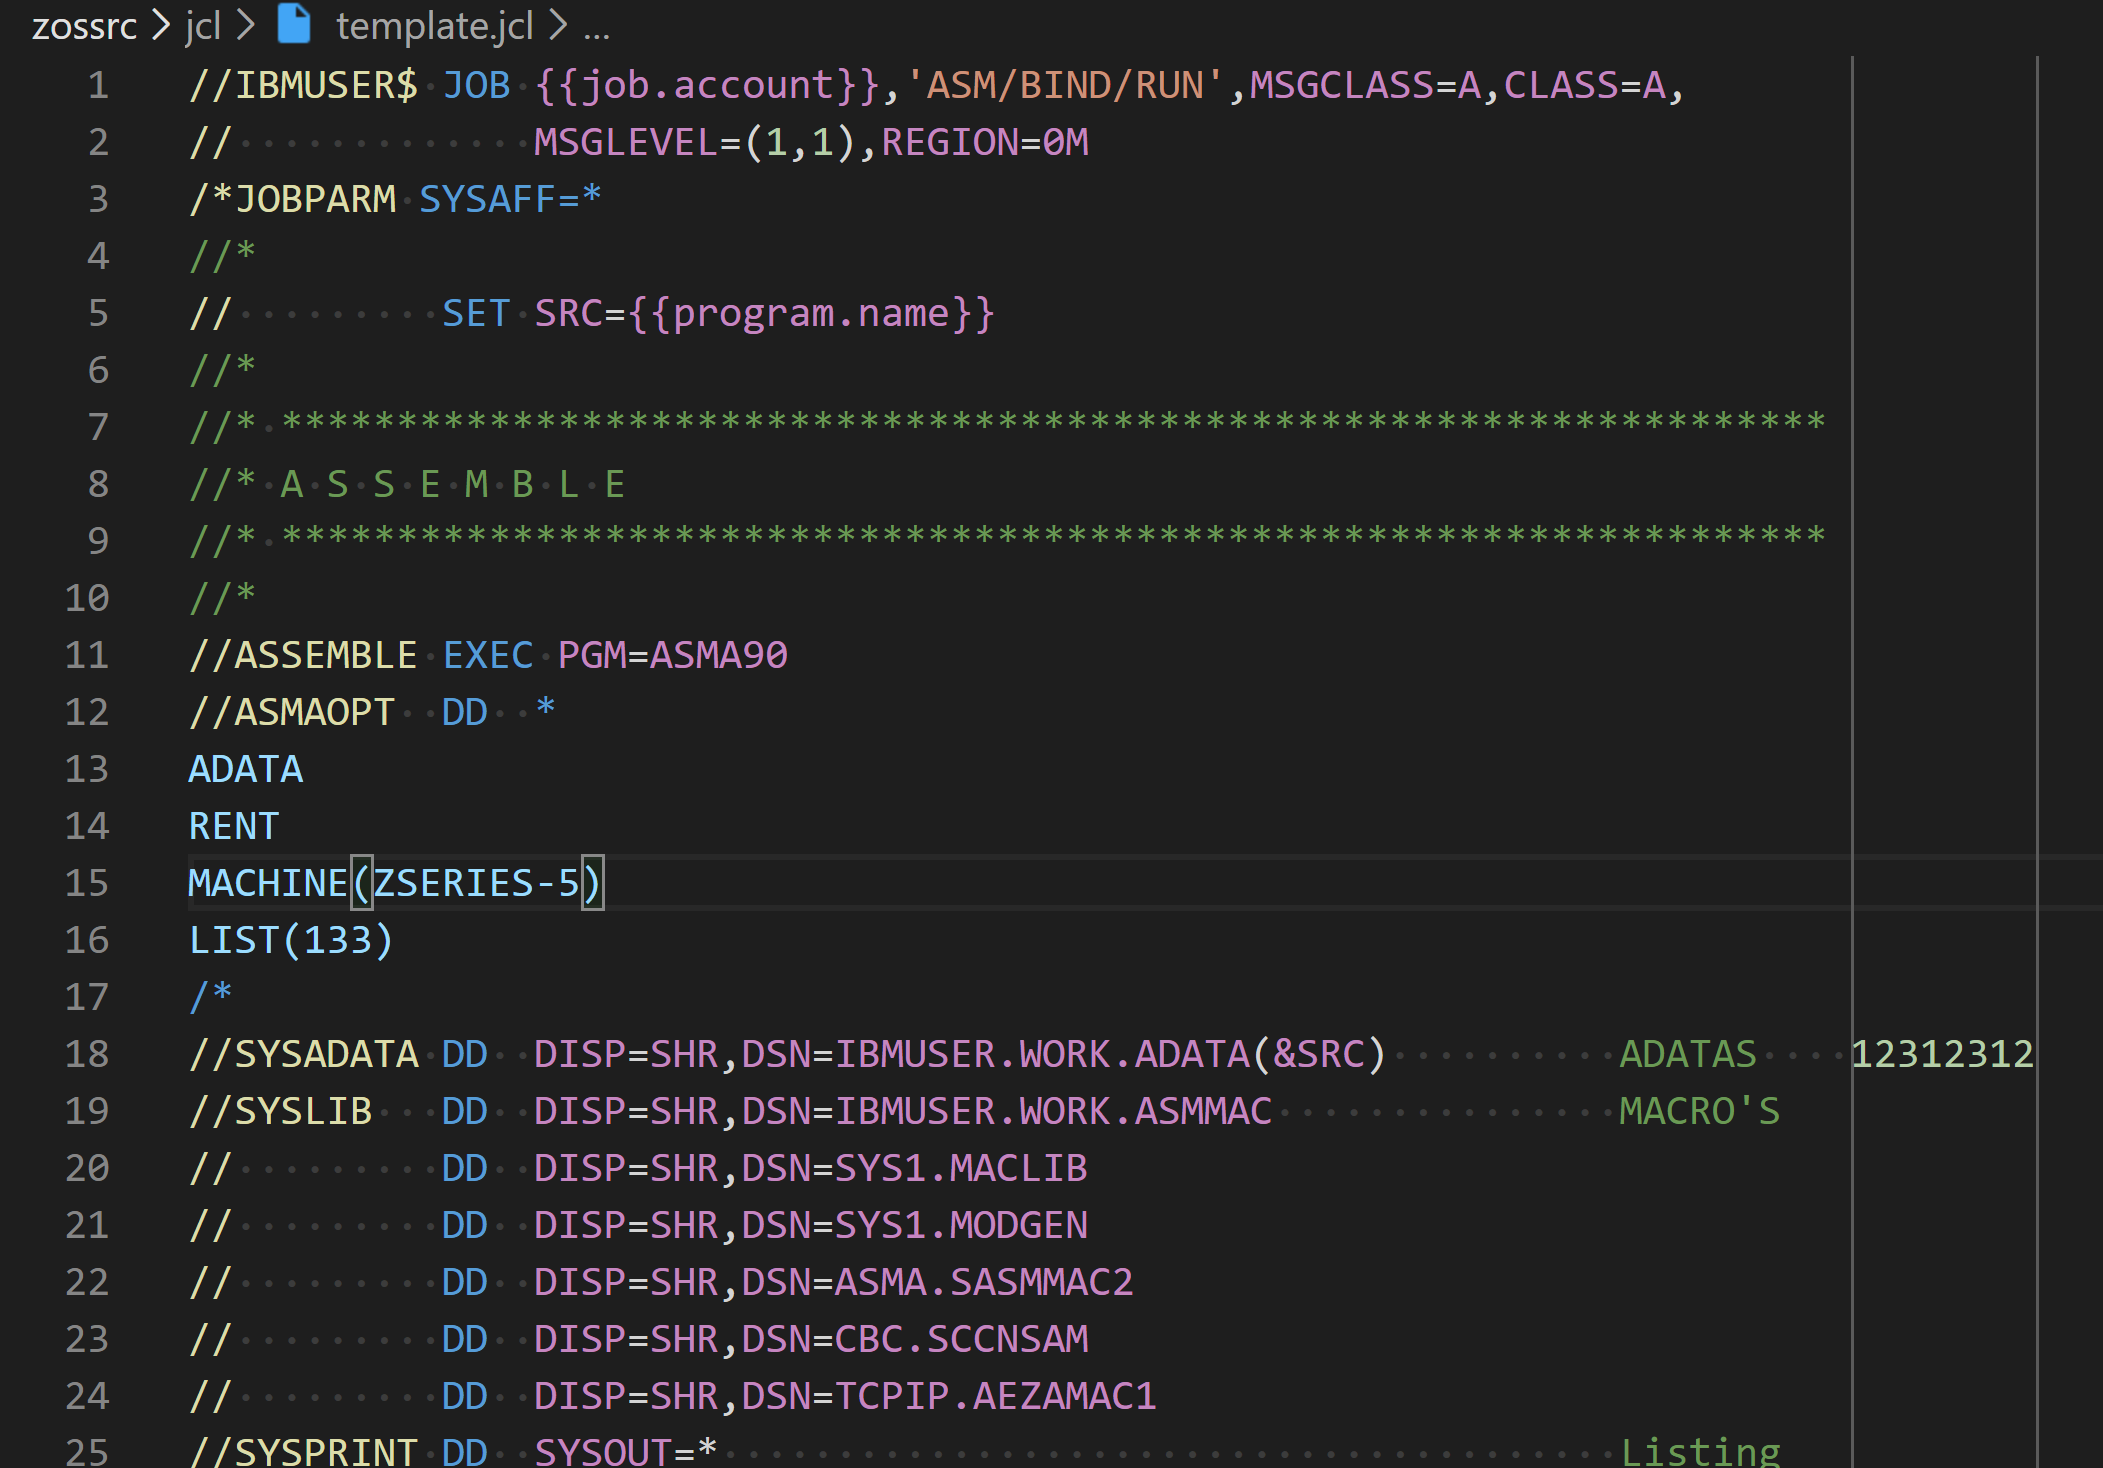 zossrc > jcl > template.jcl > ...
1 //IBMUSER$ JOB {{job.account}},'ASM/BIND/RUN',MSGCLASS=A,CLASS=A,
2 //             MSGLEVEL=(1,1),REGION=0M
3 /*JOBPARM SYSAFF=*
4 //*
5 //         SET SRC={{program.name}}
6 //*
7 //* *******************************************************************
8 //* A S S E M B L E
9 //* *******************************************************************
10 //*
11 //ASSEMBLE EXEC PGM=ASMA90
12 //ASMAOPT  DD  *
13 ADATA
14 RENT
15 MACHINE(ZSERIES-5)
16 LIST(133)
17 /*
18 //SYSADATA DD  DISP=SHR,DSN=IBMUSER.WORK.ADATA(&SRC)          ADATAS    12312312
19 //SYSLIB   DD  DISP=SHR,DSN=IBMUSER.WORK.ASMMAC               MACRO'S
20 //         DD  DISP=SHR,DSN=SYS1.MACLIB
21 //         DD  DISP=SHR,DSN=SYS1.MODGEN
22 //         DD  DISP=SHR,DSN=ASMA.SASMMAC2
23 //         DD  DISP=SHR,DSN=CBC.SCCNSAM
24 //         DD  DISP=SHR,DSN=TCPIP.AEZAMAC1
25 //SYSPRINT DD  SYSOUT=*                                       Listing